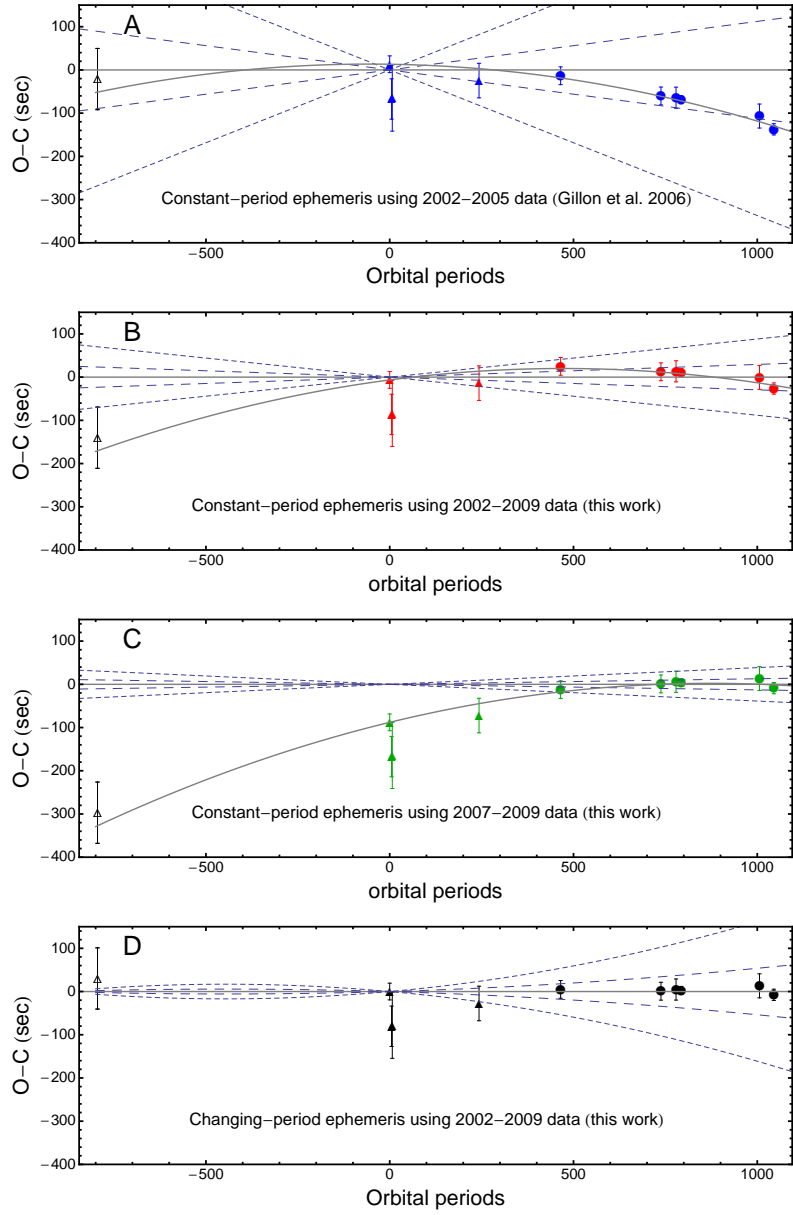 A
100
0
−100
−200
−300
−400
O−C (sec)
Constant−period ephemeris using 2002−2005 data (Gillon et al. 2006)
−500 0 500 1000
Orbital periods
B
100
0
−100
−200
−300
−400
O−C (sec)
Constant−period ephemeris using 2002−2009 data (this work)
−500 0 500 1000
orbital periods
C
100
0
−100
−200
−300
−400
O−C (sec)
Constant−period ephemeris using 2007−2009 data (this work)
−500 0 500 1000
orbital periods
D
100
0
−100
−200
−300
−400
O−C (sec)
Changing−period ephemeris using 2002−2009 data (this work)
−500 0 500 1000
Orbital periods